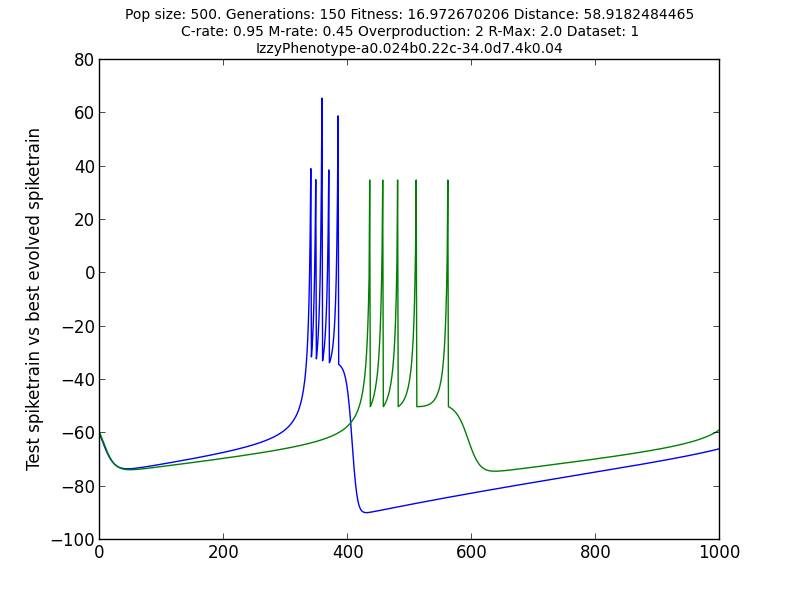 Pop size: 500. Generations: 150 Fitness: 16.972670206 Distance: 58.9182484465
C-rate: 0.95 M-rate: 0.45 Overproduction: 2 R-Max: 2.0 Dataset: 1
IzzyPhenotype-a0.024b0.22c-34.0d7.4k0.04
Test spiketrain vs best evolved spiketrain
80
60
40
20
0
−20
−40
−60
−80
−100
0 200 400 600 800 1000